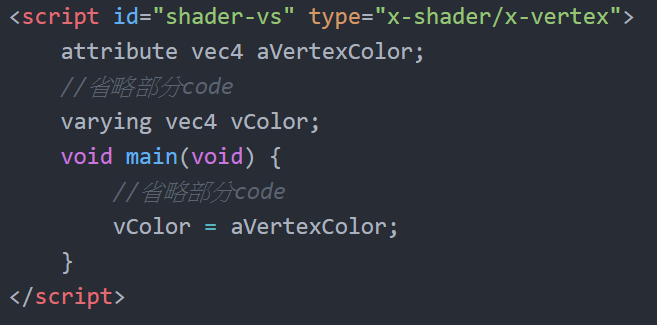 <script id="shader-vs" type="x-shader/x-vertex">
    attribute vec4 aVertexColor;
    //省略部分code
    varying vec4 vColor;
    void main(void) {
        //省略部分code
        vColor = aVertexColor;
    }
</script>